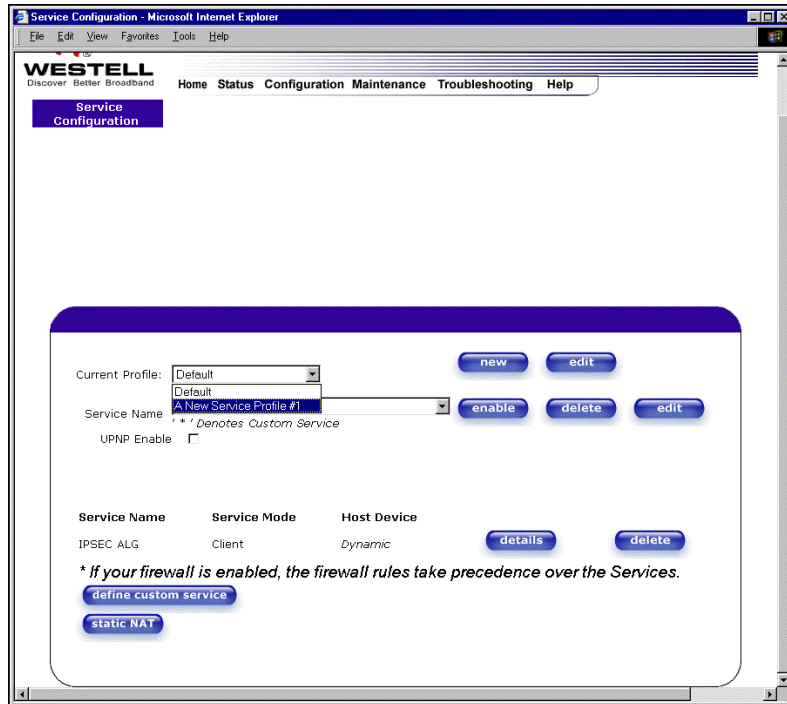 Service Configuration - Microsoft Internet Explorer
File Edit View Favorites Tools Help
WESTELL
Discover Better Broadband
Home Status Configuration Maintenance Troubleshooting Help
Service
Configuration
new edit
Current Profile: Default
Default
A New Service Profile #1
Service Name enable delete edit
' * ' Denotes Custom Service
UPNP Enable
Service Name Service Mode Host Device
IPSEC ALG Client Dynamic details delete
* If your firewall is enabled, the firewall rules take precedence over the Services.
define custom service
static NAT